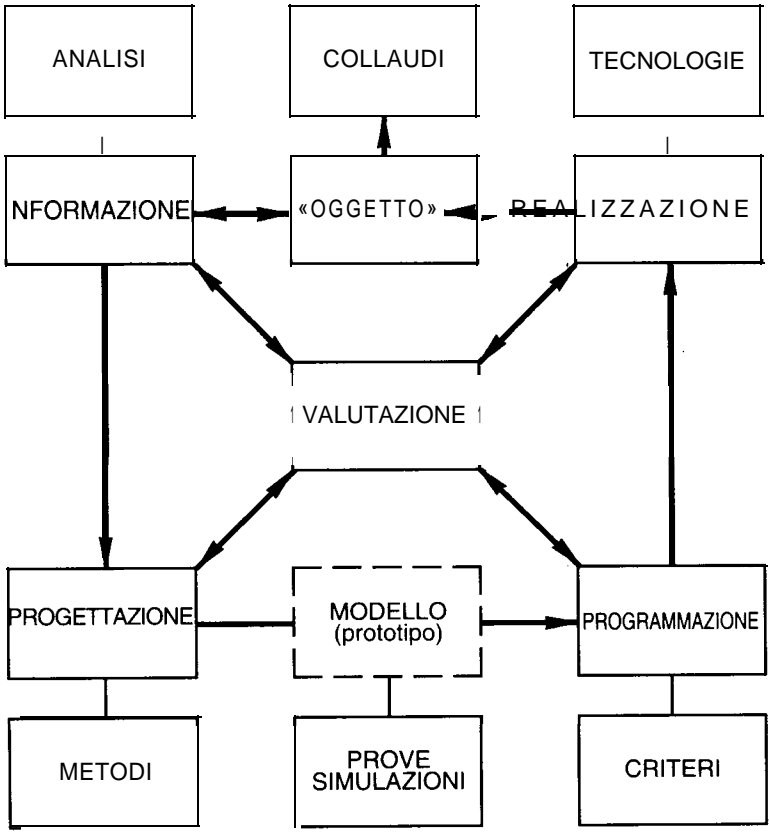 ANALISI
COLLAUDI
TECNOLOGIE
NFORMAZIONE
«OGGETTO»
REALIZZAZIONE
VALUTAZIONE
PROGETTAZIONE
MODELLO
(prototipo)
PROGRAMMAZIONE
METODI
PROVE
SIMULAZIONI
CRITERI